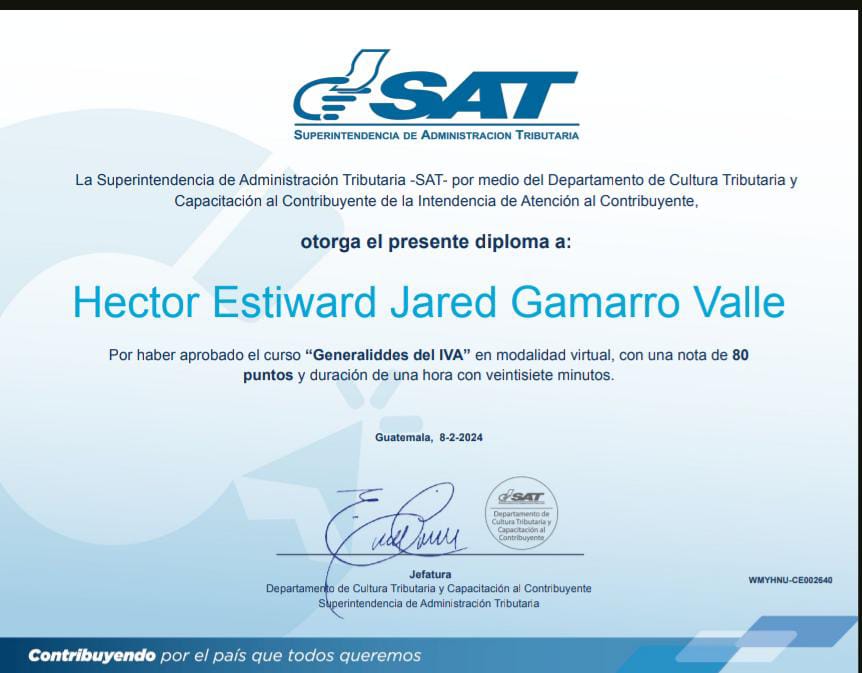 SAT
SUPERINTENDENCIA DE ADMINISTRACION TRIBUTARIA
La Superintendencia de Administración Tributaria -SAT- por medio del Departamento de Cultura Tributaria y
Capacitación al Contribuyente de la Intendencia de Atención al Contribuyente,
otorga el presente diploma a:
Hector Estiward Jared Gamarro Valle
Por haber aprobado el curso “Generaliddes del IVA” en modalidad virtual, con una nota de 80
puntos y duración de una hora con veintisiete minutos.
Guatemala, 8-2-2024
SAT
Departamento de
Cultura Tributaria y
Capacitación al
Contribuyente
Jefatura
Departamento de Cultura Tributaria y Capacitación al Contribuyente
Superintendencia de Administración Tributaria
WMYHNU-CE002640
Contribuyendo por el país que todos queremos